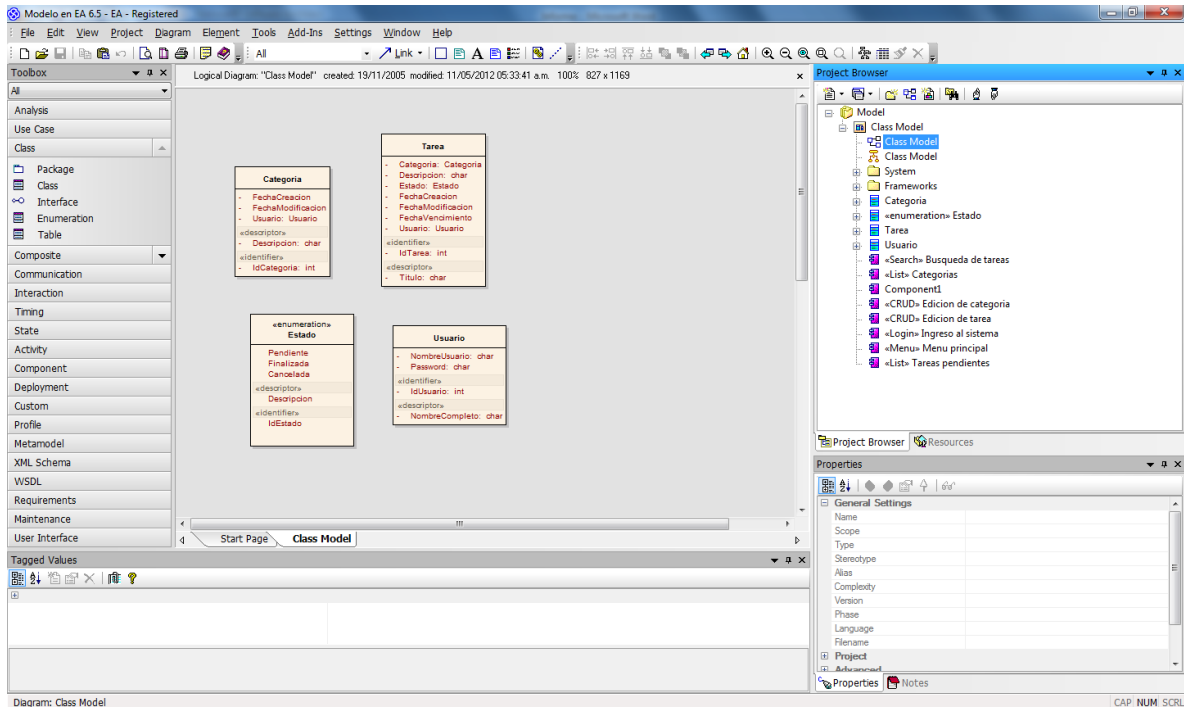 Modelo en EA 6.5 - EA - Registered
File Edit View Project Diagram Element Tools Add-Ins Settings Window Help
All
Link
Toolbox
All
Analysis
Use Case
Class
Package
Class
Interface
Enumeration
Table
Composite
Communication
Interaction
Timing
State
Activity
Component
Deployment
Custom
Profile
Metamodel
XML Schema
WSDL
Requirements
Maintenance
User Interface
Logical Diagram: "Class Model" created: 19/11/2005 modified: 11/05/2012 05:33:41 a.m. 100% 827 x 1169
Categoria
- FechaCreacion
- FechaModificacion
- Usuario: Usuario
«descriptor»
- Descripcion: char
«identifier»
- IdCategoria: int
Tarea
- Categoria: Categoria
- Descripcion: char
- Estado: Estado
- FechaCreacion
- FechaModificacion
- FechaVencimiento
- Usuario: Usuario
«identifier»
- IdTarea: int
«descriptor»
- Titulo: char
«enumeration»
Estado
Pendiente
Finalizada
Cancelada
«descriptor»
Descripcion
«identifier»
IdEstado
Usuario
- NombreUsuario: char
- Password: char
«identifier»
- IdUsuario: int
«descriptor»
- NombreCompleto: char
Start Page Class Model
Project Browser
Model
Class Model
Class Model
Class Model
System
Frameworks
Categoria
«enumeration» Estado
Tarea
Usuario
«Search» Busqueda de tareas
«List» Categorias
Component1
«CRUD» Edicion de categoria
«CRUD» Edicion de tarea
«Login» Ingreso al sistema
«Menu» Menu principal
«List» Tareas pendientes
Project Browser Resources
Properties
General Settings
Name
Scope
Type
Stereotype
Alias
Complexity
Version
Phase
Language
Filename
Project
Advanced
Properties Notes
Tagged Values
Diagram: Class Model
CAP NUM SCRL